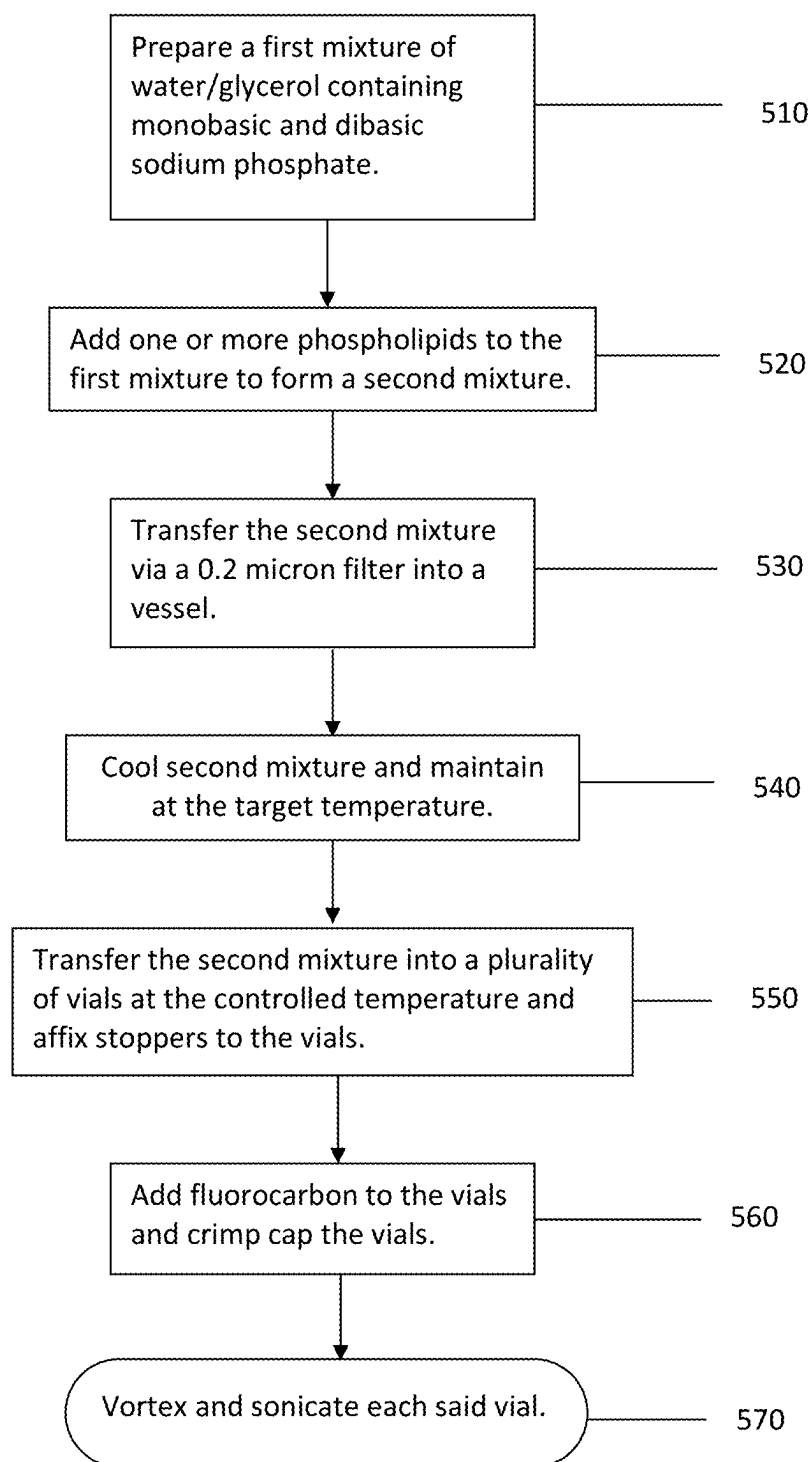 Prepare a first mixture of
water/glycerol containing
monobasic and dibasic
sodium phosphate.
510
Add one or more phospholipids to the
first mixture to form a second mixture.
520
Transfer the second mixture
via a 0.2 micron filter into a
vessel.
530
Cool second mixture and maintain
at the target temperature.
540
Transfer the second mixture into a plurality
of vials at the controlled temperature and
affix stoppers to the vials.
550
Add fluorocarbon to the vials
and crimp cap the vials.
560
Vortex and sonicate each said vial.
570